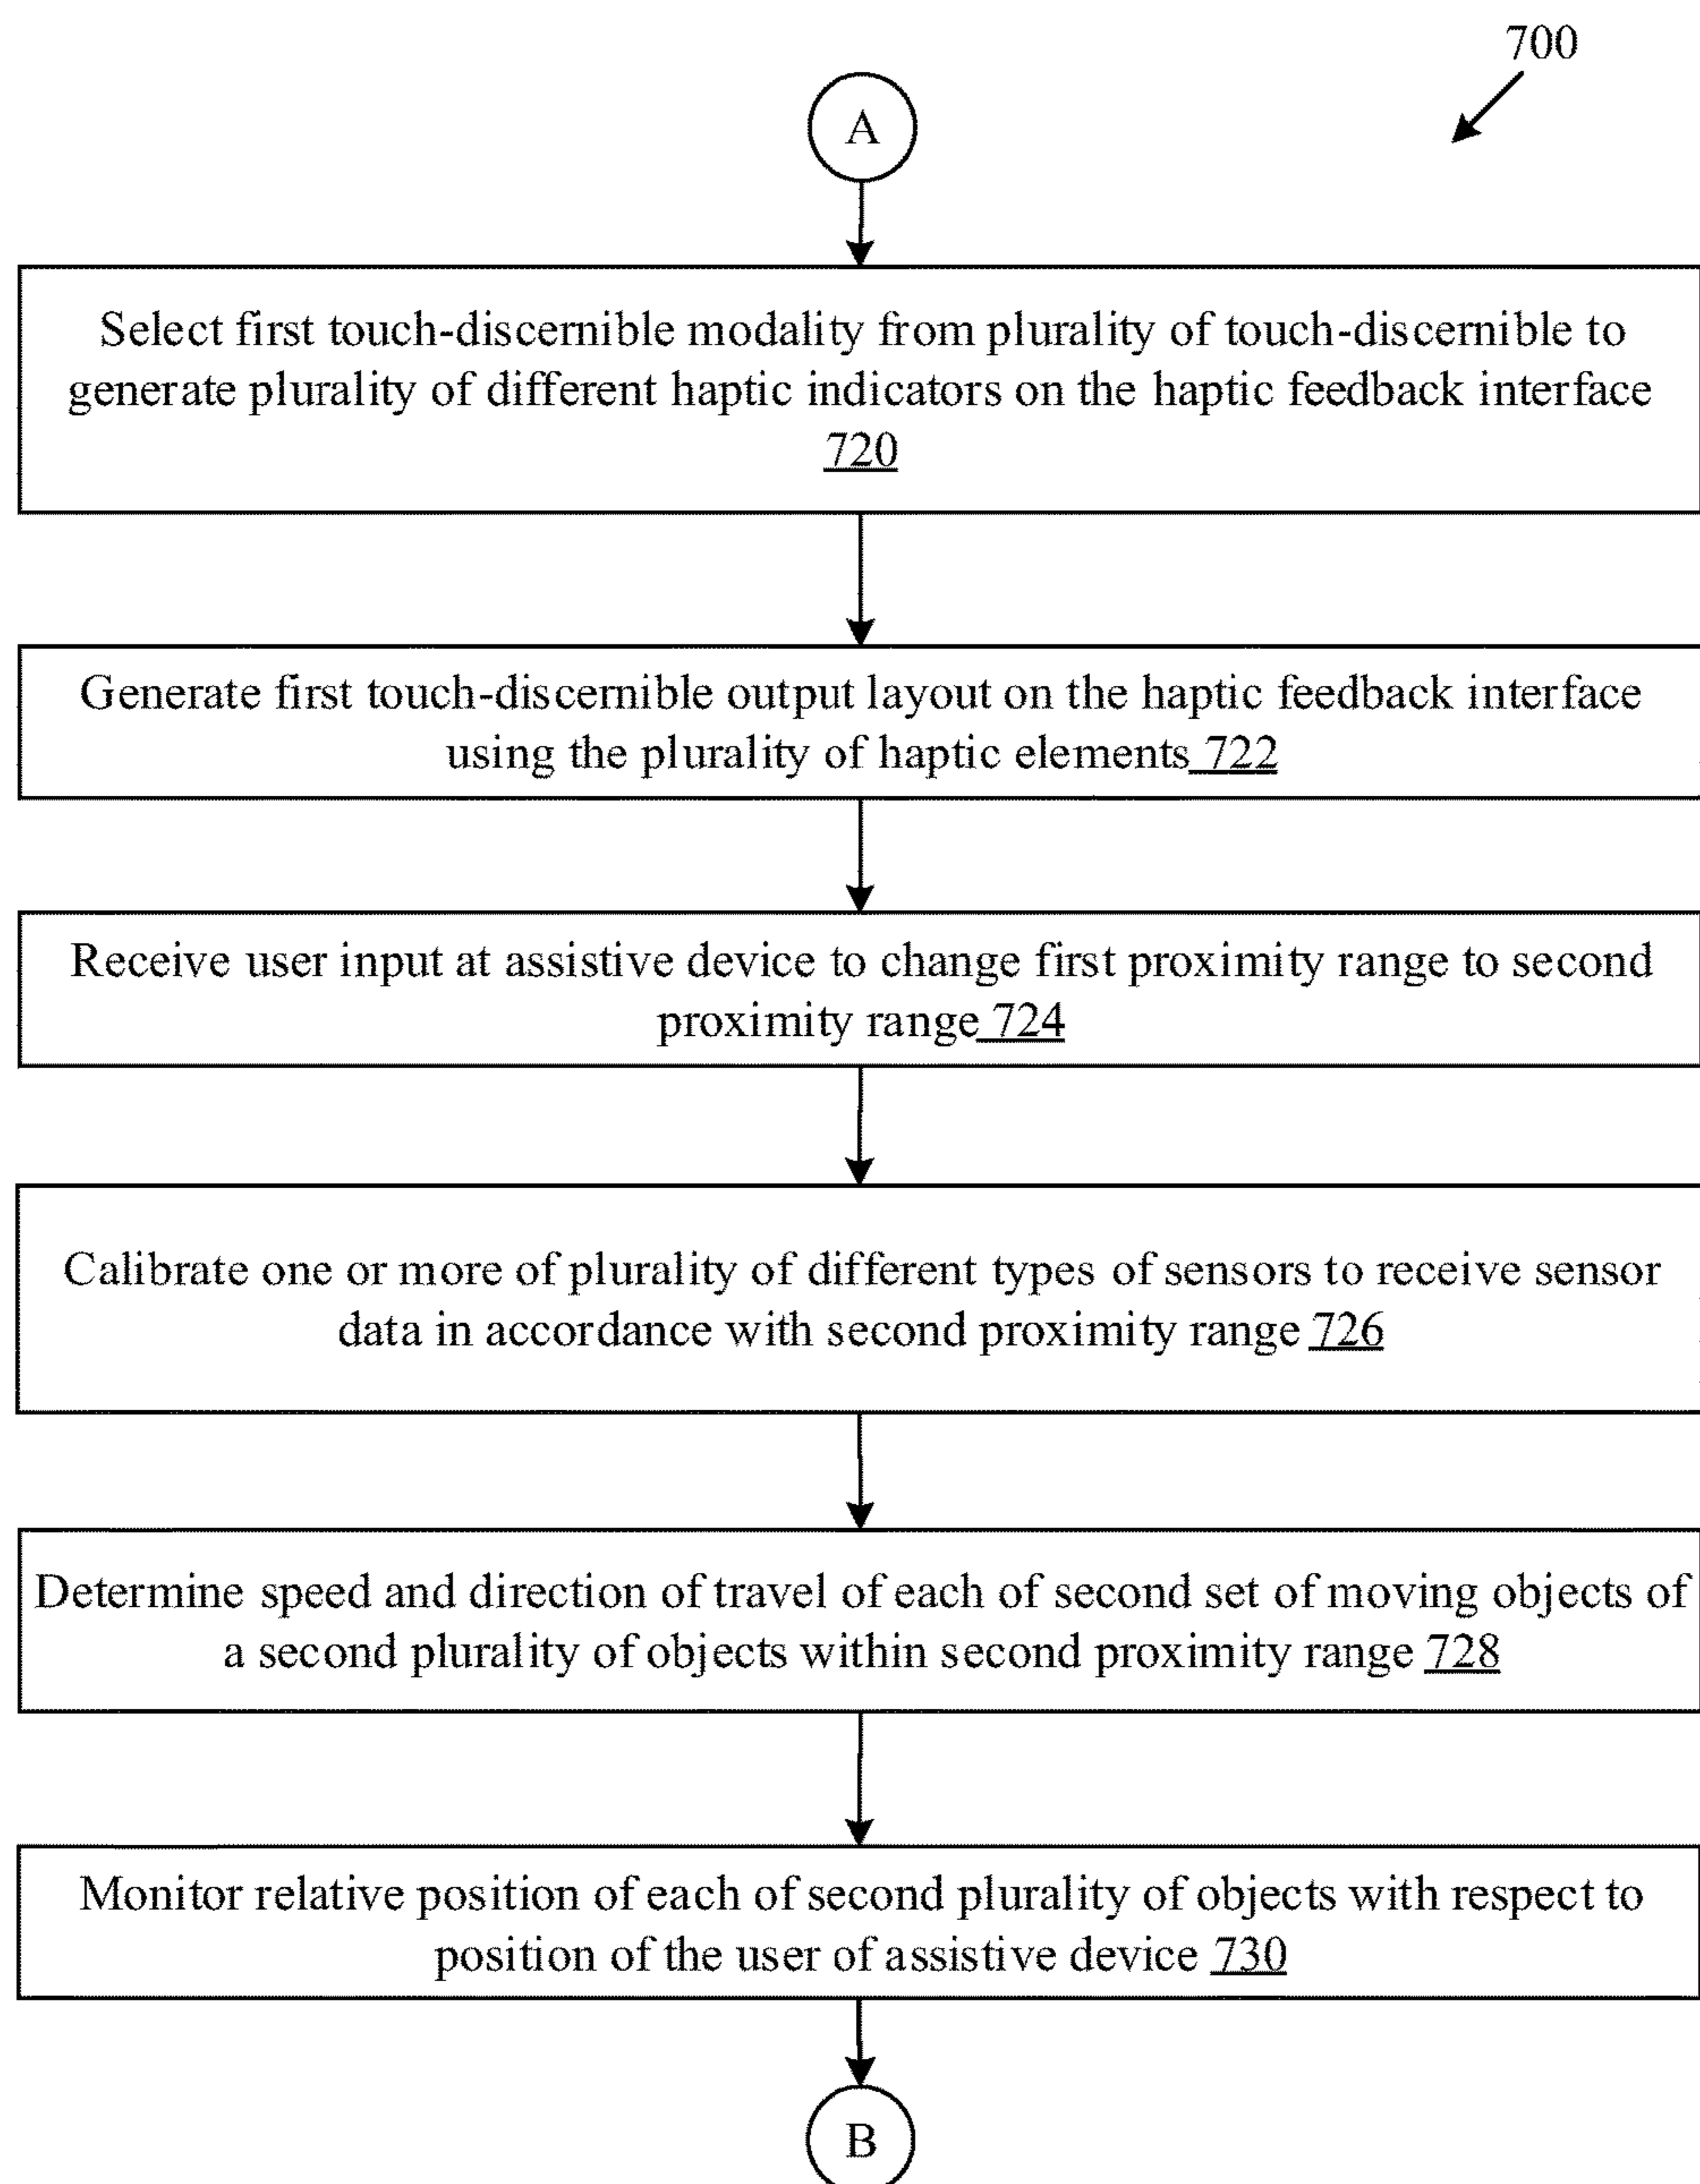 700
A
Select first touch-discernible modality from plurality of touch-discernible to
generate plurality of different haptic indicators on the haptic feedback interface
720
Generate first touch-discernible output layout on the haptic feedback interface
using the plurality of haptic elements 722
Receive user input at assistive device to change first proximity range to second
proximity range 724
Calibrate one or more of plurality of different types of sensors to receive sensor
data in accordance with second proximity range 726
Determine speed and direction of travel of each of second set of moving objects of
a second plurality of objects within second proximity range 728
Monitor relative position of each of second plurality of objects with respect to
position of the user of assistive device 730
B